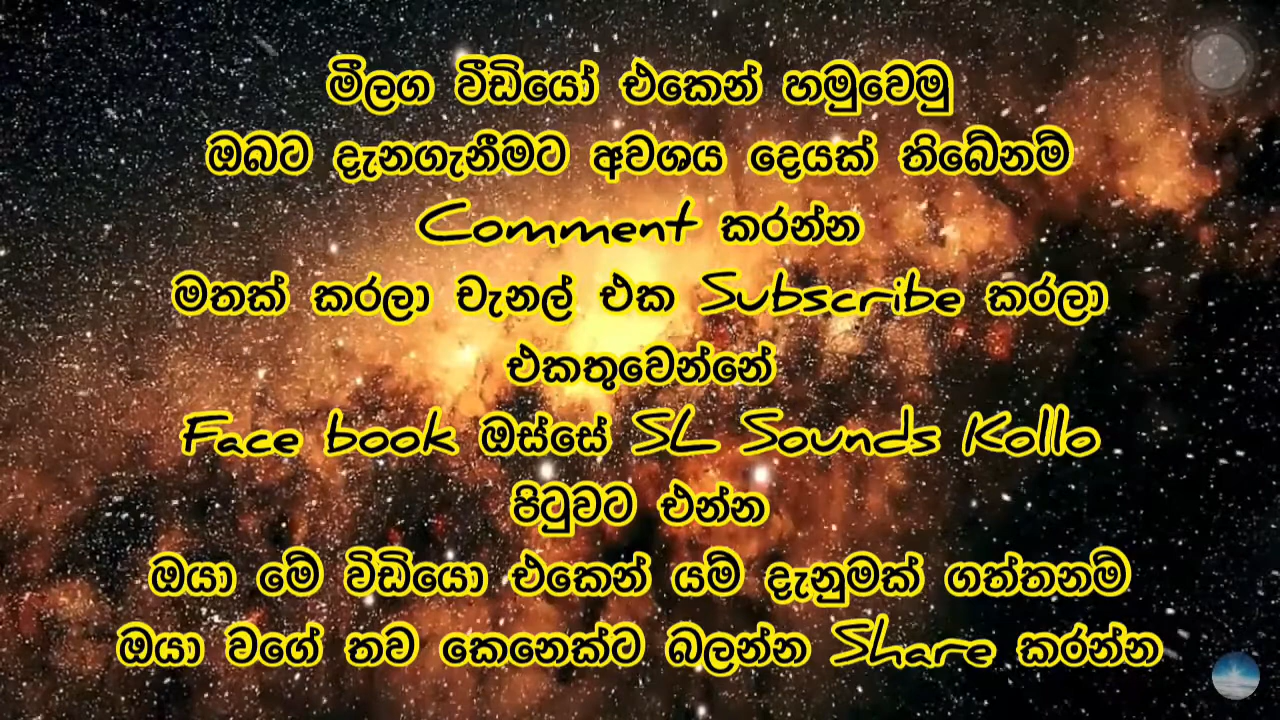 මීලග වීඩියෝ එකෙන් හමුවෙමු
ඔබට දැනගැනීමට අවශය දෙයක් තිබේනම්
Comment කරන්න
මතක් කරලා චැනල් එක Subscribe කරලා
එකතුවෙන්නේ
Face book ඔස්සේ SL Sounds Kollo
පිටුවට එන්න
ඔයා මේ විඩියො එකෙන් යම් දැනුමක් ගත්තනම්
ඔයා වගේ තව කෙනෙක්ට බලන්න Share කරන්න